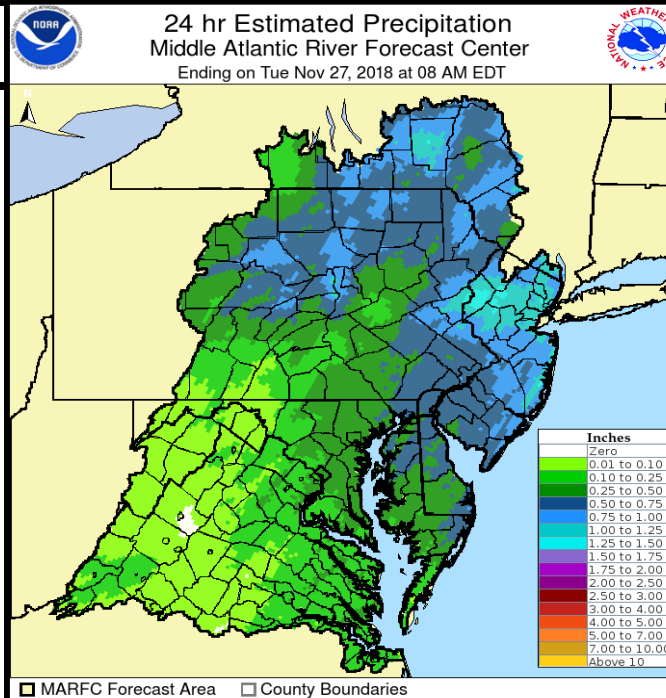 24 hr Estimated Precipitation
Middle Atlantic River Forecast Center
Ending on Tue Nov 27, 2018 at 08 AM EDT
NOAA
NATIONAL WEATHER
N
Inches
Zero
0.01 to 0.10
0.10 to 0.25
0.25 to 0.50
0.50 to 0.75
0.75 to 1.00
1.00 to 1.25
1.25 to 1.50
1.50 to 1.75
1.75 to 2.00
2.00 to 2.50
2.50 to 3.00
3.00 to 4.00
4.00 to 5.00
5.00 to 7.00
7.00 to 10.00
Above 10
MARFC Forecast Area
County Boundaries